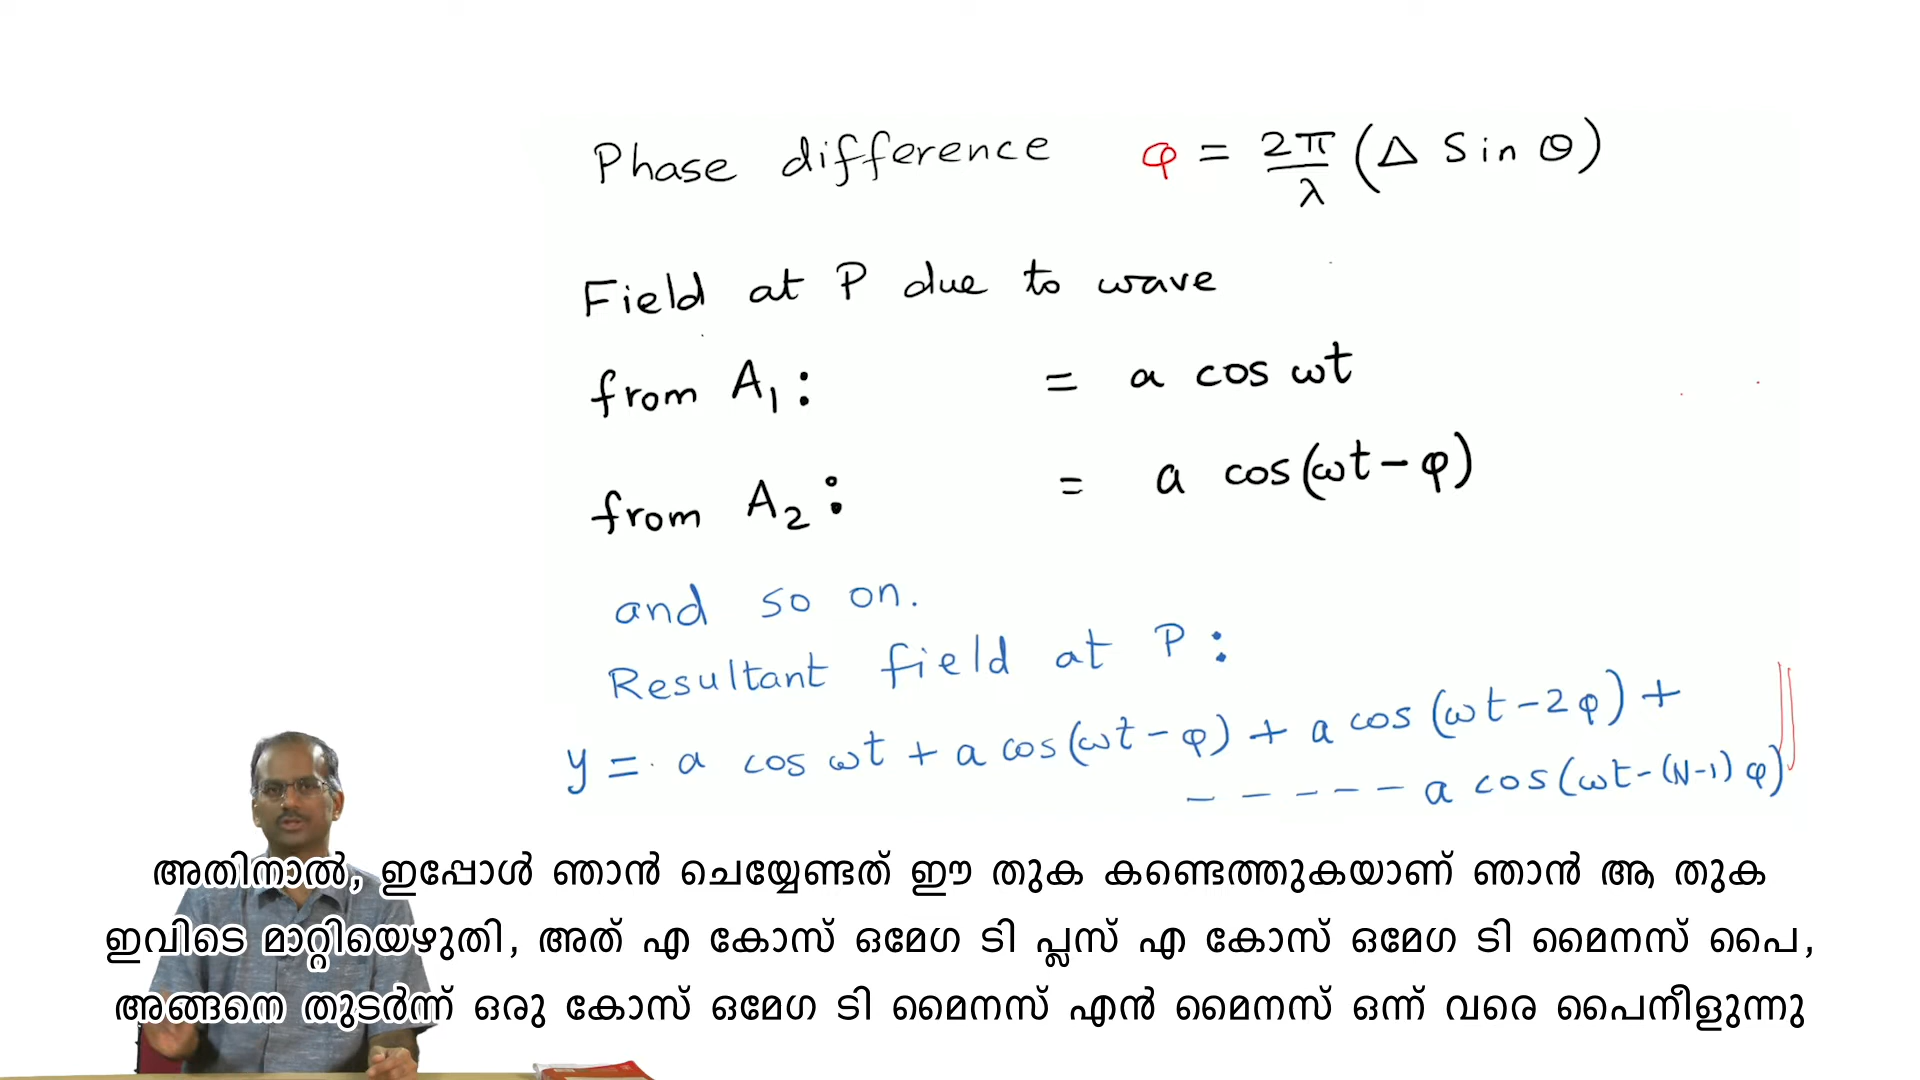 Phase difference φ = 2π/λ (Δ Sin θ)
Field at P due to wave
from A₁: = a cos ωt
from A₂: = a cos(ωt-φ)
and so on.
Resultant field at P:
y = a cos ωt + a cos(ωt-φ) + a cos (ωt-2φ) +
----- a cos(ωt-(N-1) φ)
അതിനാൽ, ഇപ്പോൾ ഞാൻ ചെയ്യേണ്ടത് ഈ തുക കണ്ടെത്തുകയാണ് ഞാൻ ആ തുക
ഇവിടെ മാറ്റിയെഴുതി, അത് എ കോസ് ഒമേഗ ടി പ്ലസ് എ കോസ് ഒമേഗ ടി മൈനസ് പൈ,
അങ്ങനെ തുടർന്ന് ഒരു കോസ് ഒമേഗ ടി മൈനസ് എൻ മൈനസ് ഒന്ന് വരെ പൈനീളുന്നു